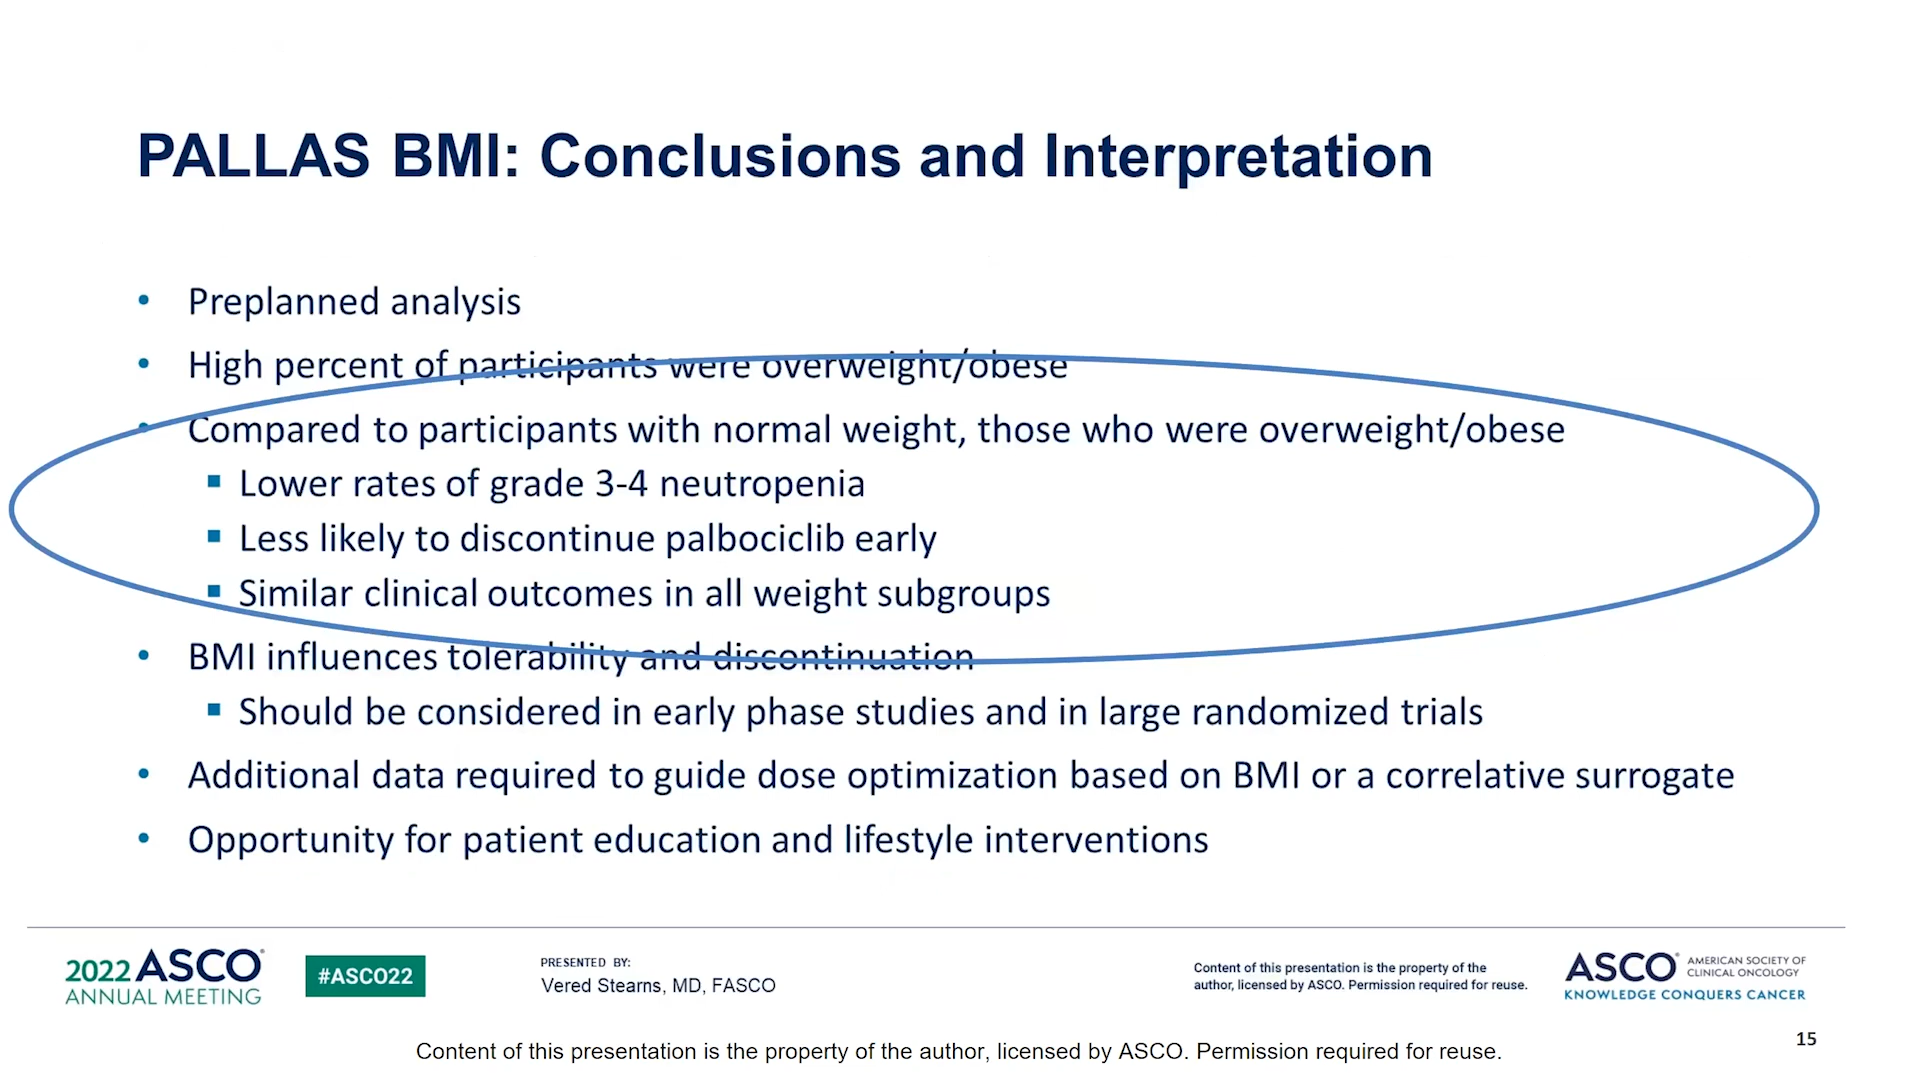 PALLAS BMI: Conclusions and Interpretation
• Preplanned analysis
• High percent of participants were overweight/obese
• Compared to participants with normal weight, those who were overweight/obese
▪ Lower rates of grade 3-4 neutropenia
▪ Less likely to discontinue palbociclib early
▪ Similar clinical outcomes in all weight subgroups
• BMI influences tolerability and discontinuation
▪ Should be considered in early phase studies and in large randomized trials
• Additional data required to guide dose optimization based on BMI or a correlative surrogate
• Opportunity for patient education and lifestyle interventions
2022 ASCO®
ANNUAL MEETING
#ASCO22
PRESENTED BY:
Vered Stearns, MD, FASCO
Content of this presentation is the property of the
author, licensed by ASCO. Permission required for reuse.
ASCO® AMERICAN SOCIETY OF
CLINICAL ONCOLOGY
KNOWLEDGE CONQUERS CANCER
Content of this presentation is the property of the author, licensed by ASCO. Permission required for reuse.
15